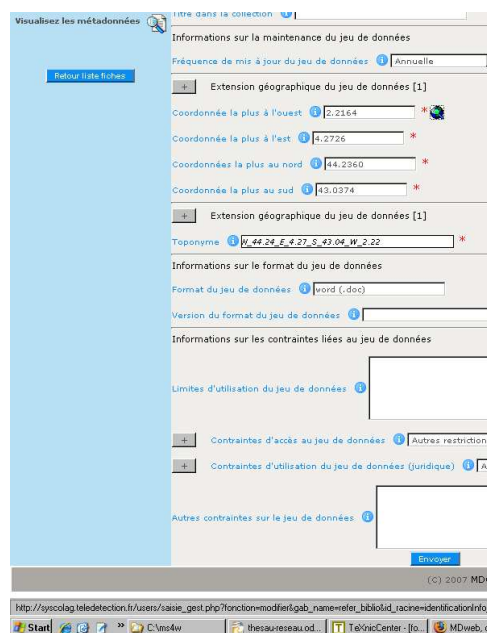 Visualisez les métadonnées
Retour liste fiches
Titre dans la collection
Informations sur la maintenance du jeu de données
Fréquence de mis à jour du jeu de données Annuelle
+ Extension géographique du jeu de données [1]
Coordonnée la plus à l'ouest 2.2164 *
Coordonnée la plus à l'est 4.2726 *
Coordonnées la plus au nord 44.2360 *
Coordonnée la plus au sud 43.0374 *
+ Extension géographique du jeu de données [1]
Toponyme N_44.24_E_4.27_S_43.04_W_2.22 *
Informations sur le format du jeu de données
Format du jeu de données word (.doc)
Version du format du jeu de données
Informations sur les contraintes liées au jeu de données
Limites d'utilisation du jeu de données
+ Contraintes d'accès au jeu de données Autres restriction
+ Contraintes d'utilisation du jeu de données (juridique) A
Autres contraintes sur le jeu de données
Envoyer
(C) 2007 MD
http://syscolag.teledetection.fr/users/saisie_gest.php?fonction=modifier&gab_name=refer_biblio&id_racine=identificationInfo
Start » C:\ms4w thesau-reseau.od... TeXnicCenter - [fo... MDweb, c